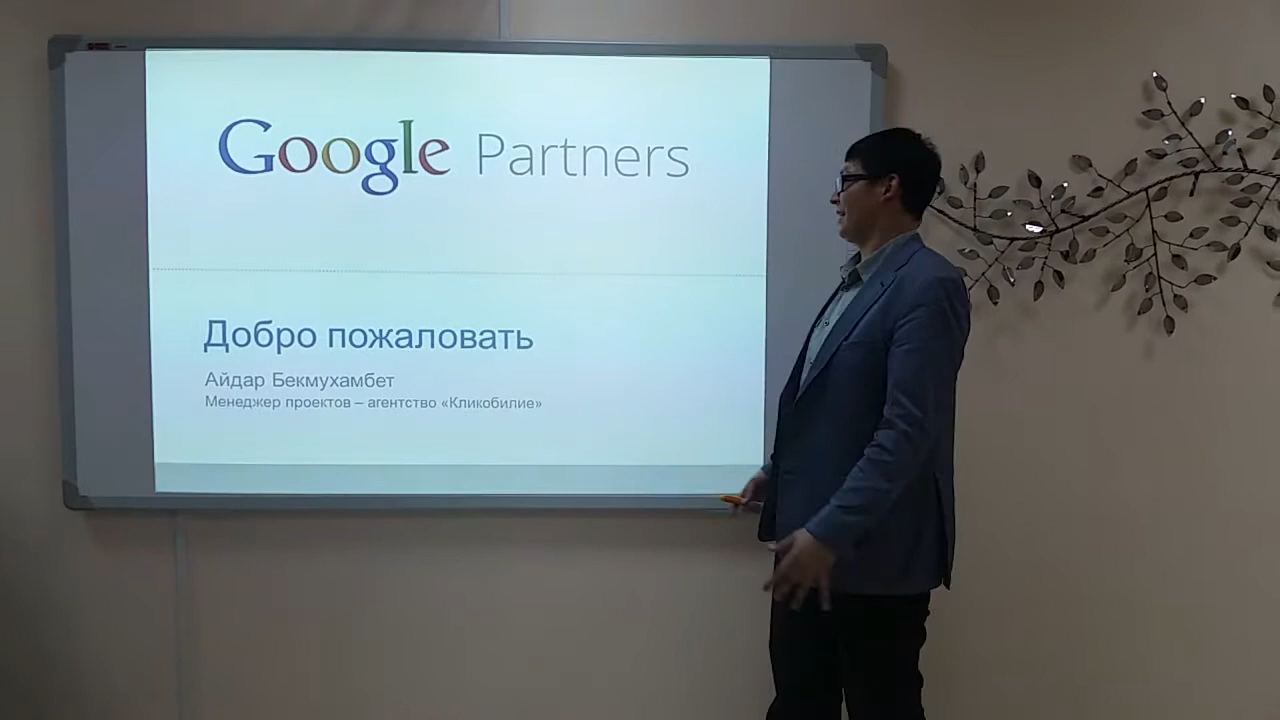 Google Partners
Добро пожаловать
Айдар Бекмухамбет
Менеджер проектов – агентство «Кликобилие»